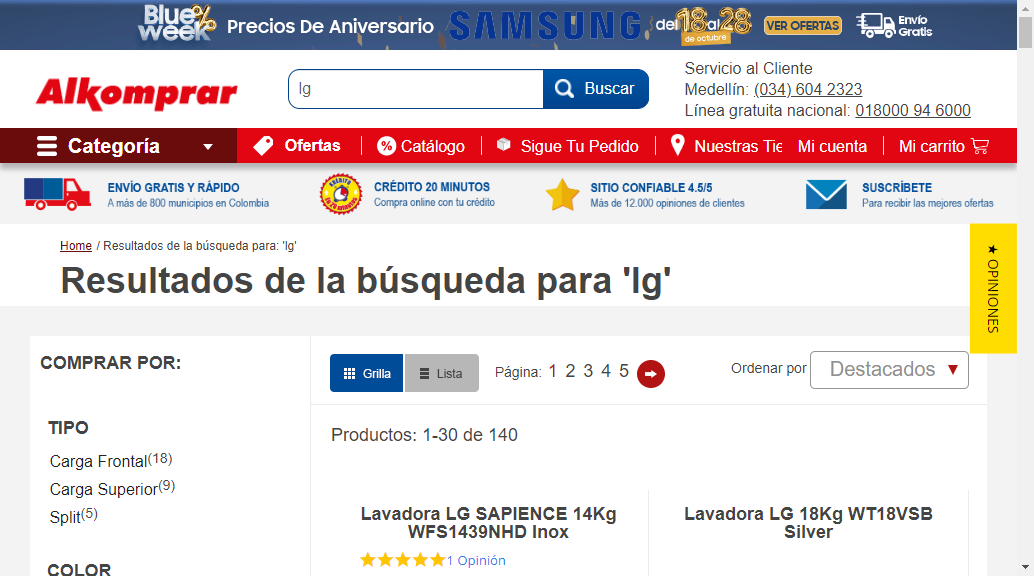 Blue Week % Precios De Aniversario SAMSUNG del 18 al 28 de octubre VER OFERTAS Envío Gratis
Alkomprar
lg Buscar
Servicio al Cliente
Medellín: (034) 604 2323
Línea gratuita nacional: 018000 94 6000
Categoría Ofertas Catálogo Sigue Tu Pedido Nuestras Tie Mi cuenta Mi carrito
ENVÍO GRATIS Y RÁPIDO
A más de 800 municipios en Colombia
CRÉDITO 20 MINUTOS
Compra online con tu crédito
SITIO CONFIABLE 4.5/5
Más de 12.000 opiniones de clientes
SUSCRÍBETE
Para recibir las mejores ofertas
Home / Resultados de la búsqueda para: 'lg'
Resultados de la búsqueda para 'lg'
★ OPINIONES
COMPRAR POR:
TIPO
Carga Frontal(18)
Carga Superior(9)
Split(5)
COLOR
Grilla Lista Página: 1 2 3 4 5 Ordenar por Destacados
Productos: 1-30 de 140
Lavadora LG SAPIENCE 14Kg
WFS1439NHD Inox
1 Opinión
Lavadora LG 18Kg WT18VSB
Silver